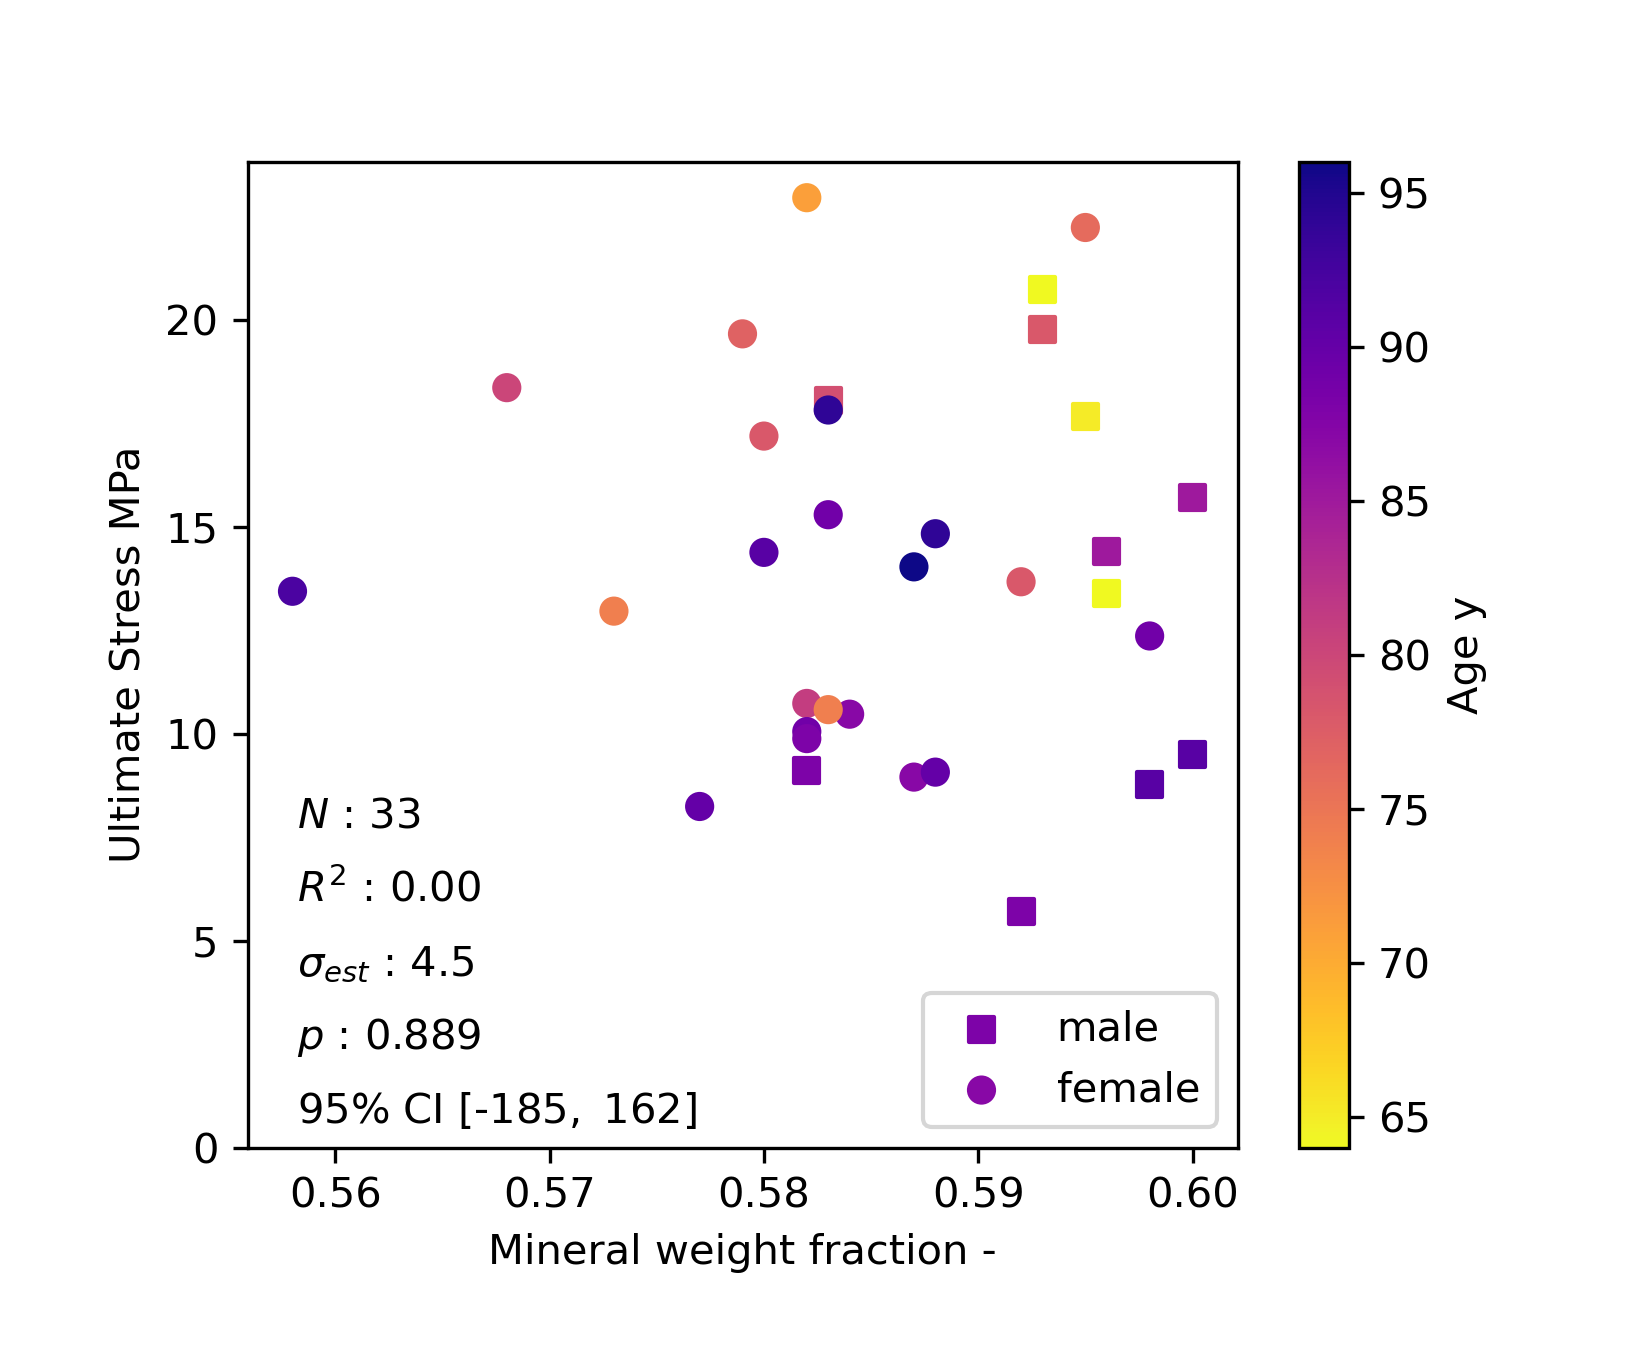 Ultimate Stress MPa
20
15
10
5
0
N : 33
R² : 0.00
σest : 4.5
p : 0.889
95% CI [-185, 162]
male
female
0.56 0.57 0.58 0.59 0.60
Mineral weight fraction -
95
90
85
80
75
70
65
Age y